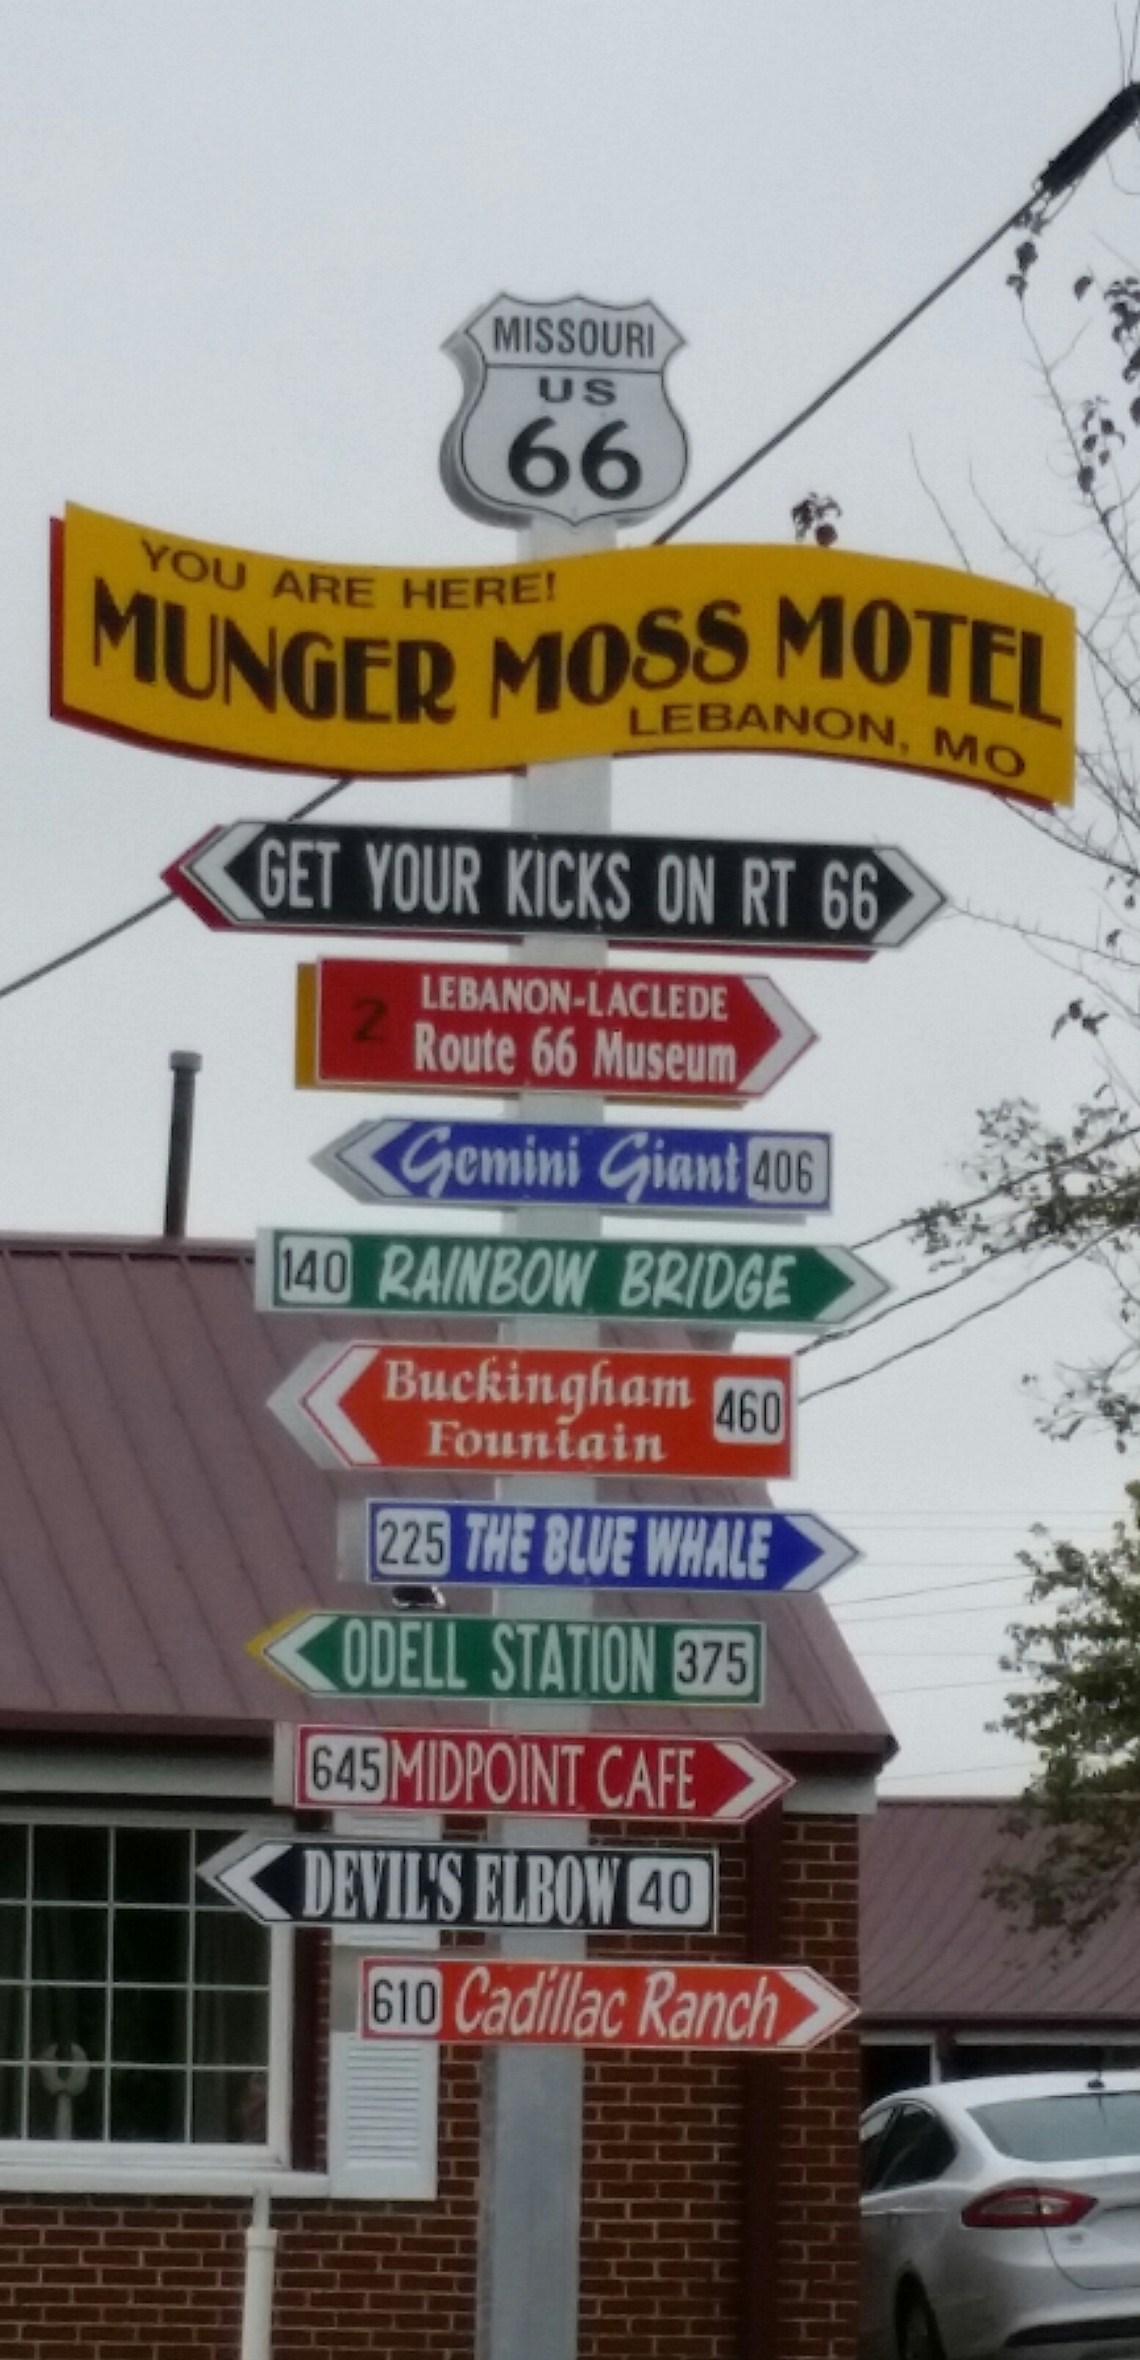 MISSOURI
US
66
YOU ARE HERE!
MUNGER MOSS MOTEL
LEBANON, MO
GET YOUR KICKS ON RT 66
LEBANON-LACLEDE
2 Route 66 Museum
Gemini Giant 406
140 RAINBOW BRIDGE
Buckingham
Fountain 460
225 THE BLUE WHALE
ODELL STATION 375
645 MIDPOINT CAFE
DEVIL'S ELBOW 40
610 Cadillac Ranch